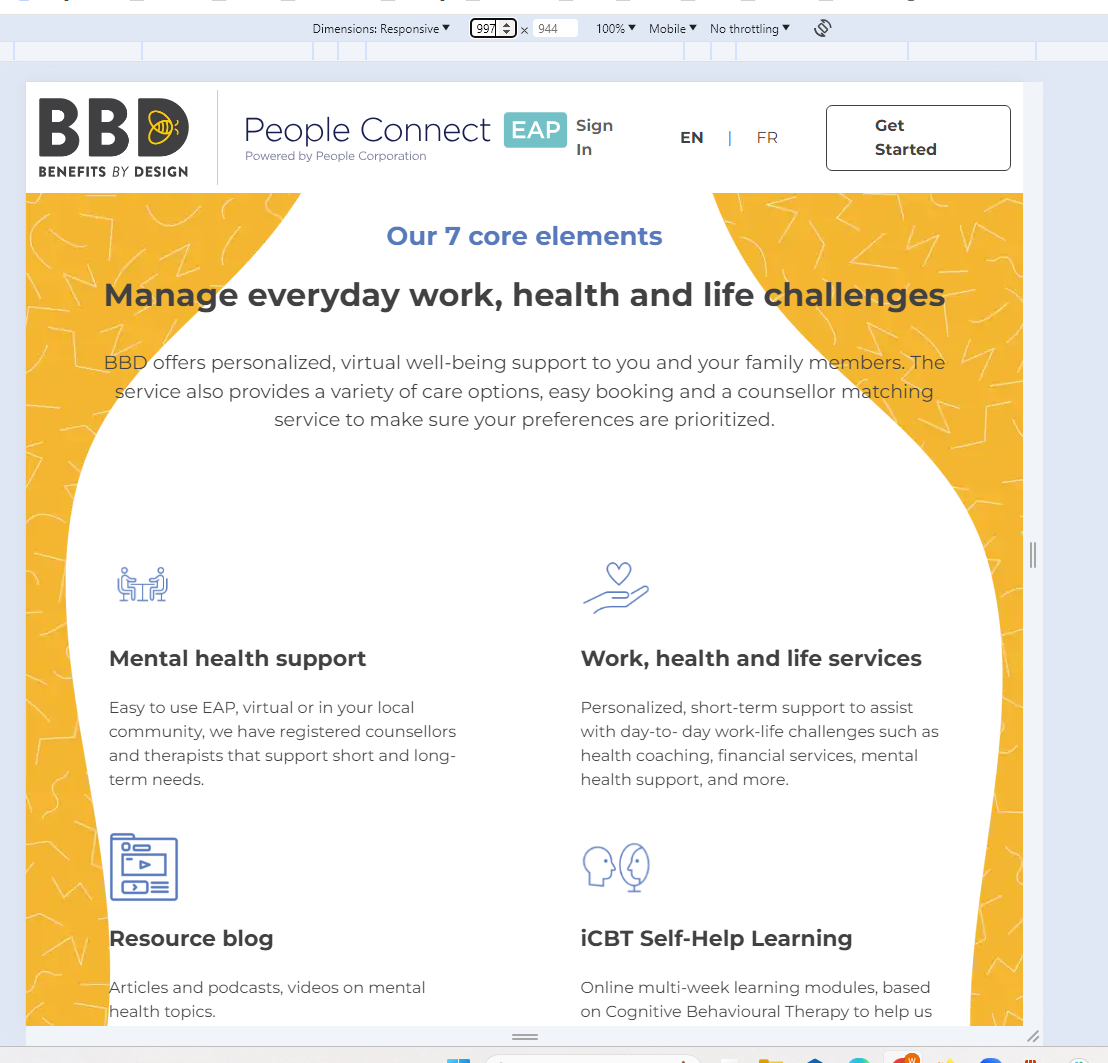 Dimensions: Responsive 997 × 944 100% Mobile No throttling
BBD
BENEFITS BY DESIGN
People Connect EAP
Powered by People Corporation
Sign
In
EN | FR
Get
Started
Our 7 core elements
Manage everyday work, health and life challenges
BBD offers personalized, virtual well-being support to you and your family members. The
service also provides a variety of care options, easy booking and a counsellor matching
service to make sure your preferences are prioritized.
Mental health support
Easy to use EAP, virtual or in your local
community, we have registered counsellors
and therapists that support short and long-
term needs.
Work, health and life services
Personalized, short-term support to assist
with day-to- day work-life challenges such as
health coaching, financial services, mental
health support, and more.
Resource blog
Articles and podcasts, videos on mental
health topics.
iCBT Self-Help Learning
Online multi-week learning modules, based
on Cognitive Behavioural Therapy to help us